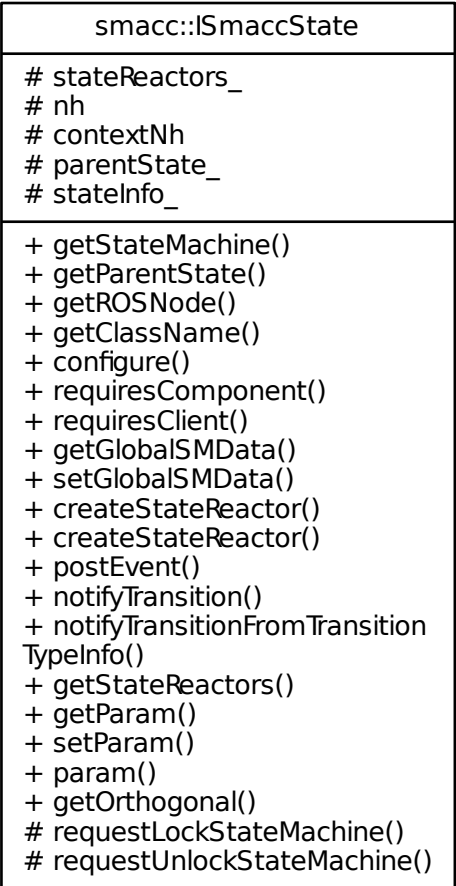 smacc::ISmaccState
# stateReactors_
# nh
# contextNh
# parentState_
# stateInfo_
+ getStateMachine()
+ getParentState()
+ getROSNode()
+ getClassName()
+ configure()
+ requiresComponent()
+ requiresClient()
+ getGlobalSMData()
+ setGlobalSMData()
+ createStateReactor()
+ createStateReactor()
+ postEvent()
+ notifyTransition()
+ notifyTransitionFromTransition
TypeInfo()
+ getStateReactors()
+ getParam()
+ setParam()
+ param()
+ getOrthogonal()
# requestLockStateMachine()
# requestUnlockStateMachine()